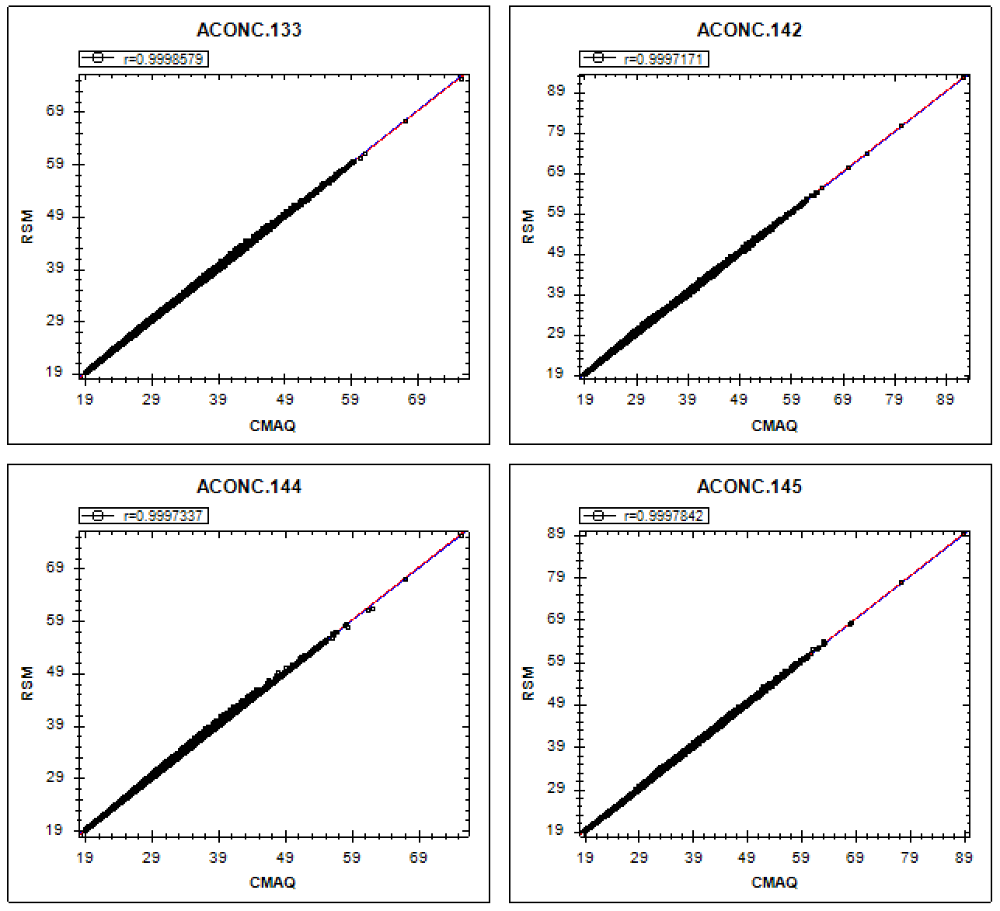 ACONC.133
r=0.9998579
69
59
49
39
29
19
RSM
19 29 39 49 59 69
CMAQ
ACONC.142
r=0.9997171
89
79
69
59
49
39
29
19
RSM
19 29 39 49 59 69 79 89
CMAQ
ACONC.144
r=0.9997337
69
59
49
39
29
19
RSM
19 29 39 49 59 69
CMAQ
ACONC.145
r=0.9997842
89
79
69
59
49
39
29
19
RSM
19 29 39 49 59 69 79 89
CMAQ